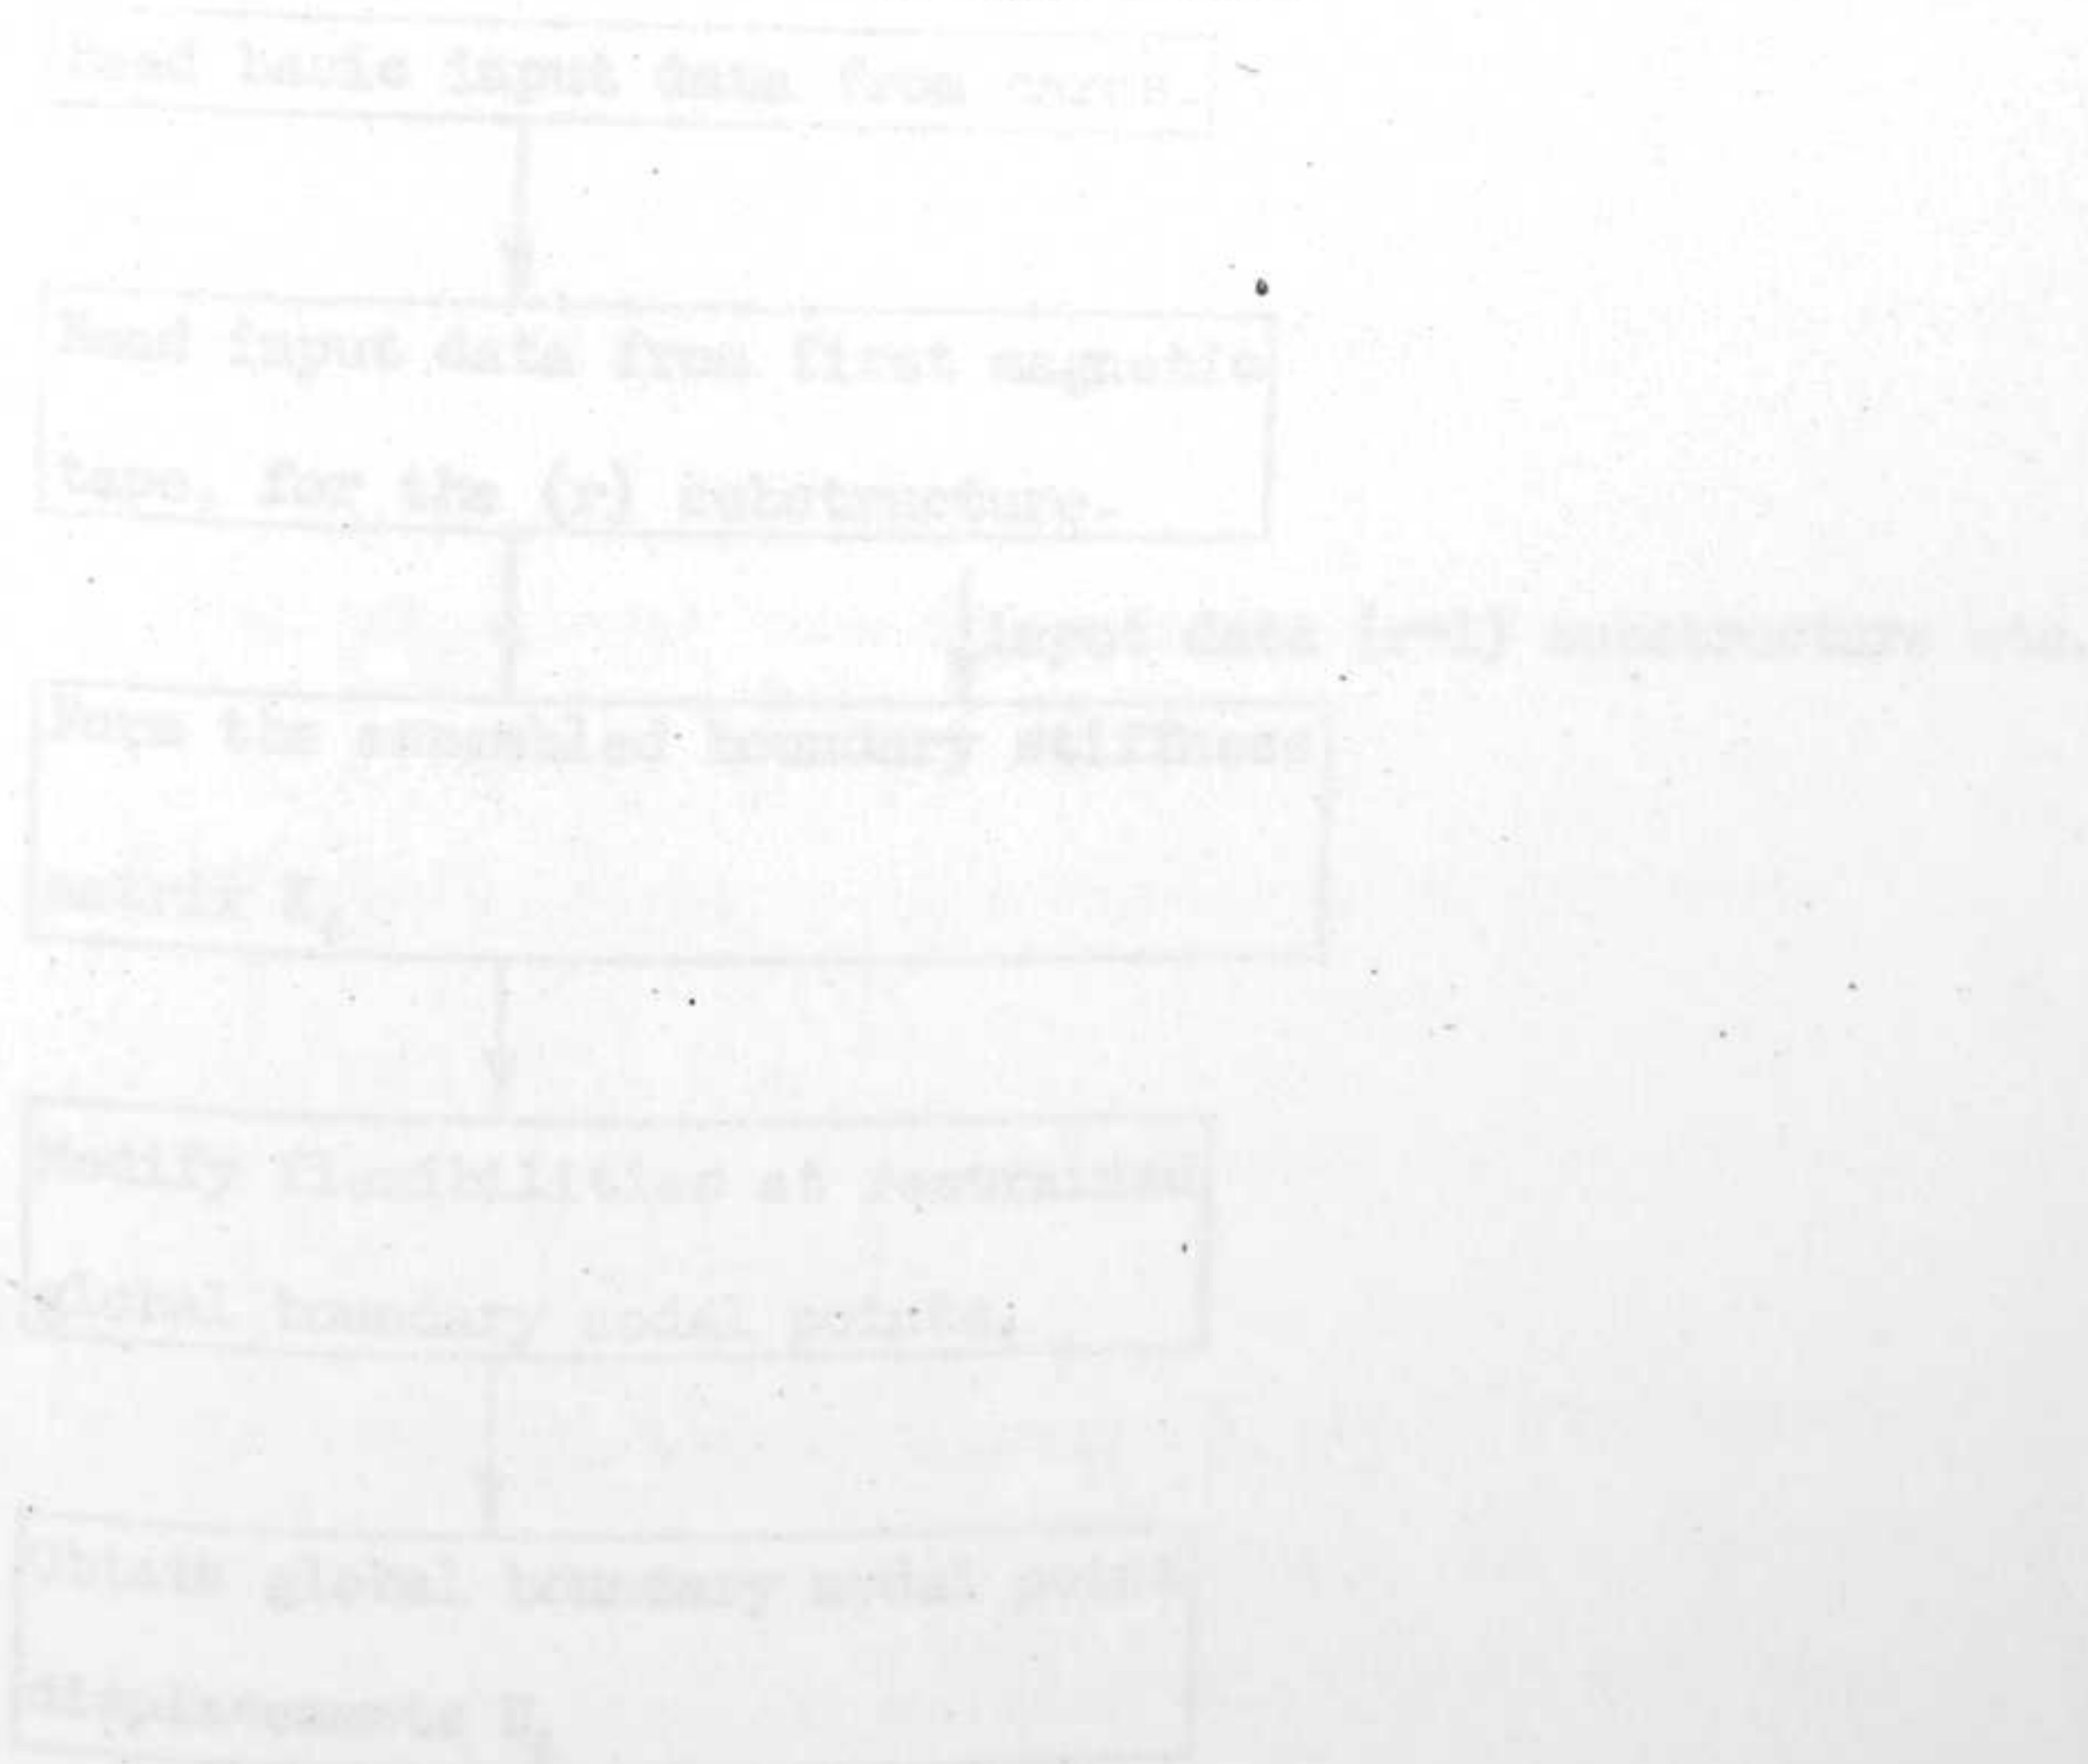 Read basic input data from cards.
Read input data from first magnetic
tape, for the (r) substructure.
input data (r+1) substructure
Form the assembled boundary stiffness
matrix K
Modify flexibilities at restrained
global boundary nodal points.
Obtain global boundary nodal point
displacements U